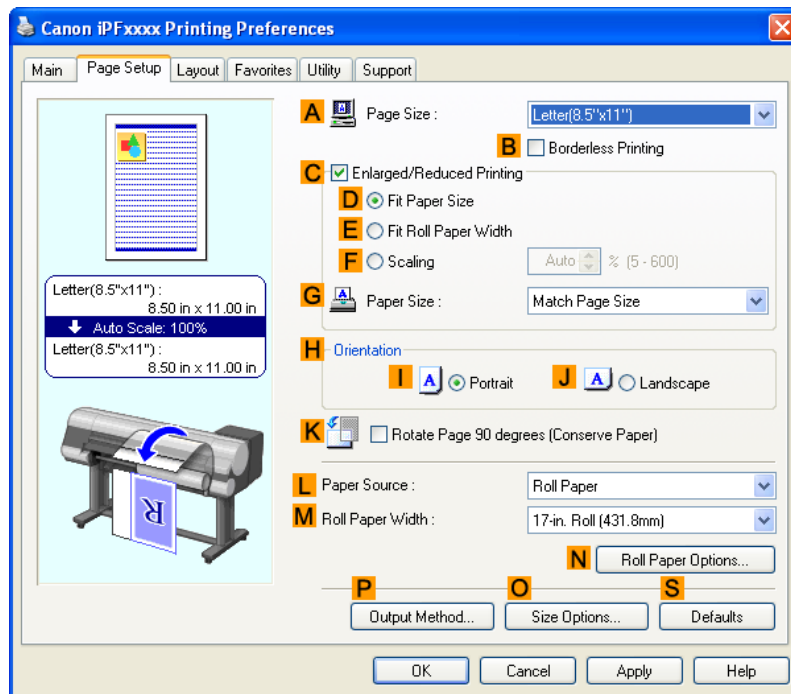 Canon iPFxxxx Printing Preferences
Main Page Setup Layout Favorites Utility Support
A Page Size : Letter(8.5"x11")
B Borderless Printing
C Enlarged/Reduced Printing
D Fit Paper Size
E Fit Roll Paper Width
F Scaling Auto % (5 - 600)
G Paper Size : Match Page Size
Letter(8.5"x11") :
8.50 in x 11.00 in
Auto Scale: 100%
Letter(8.5"x11") :
8.50 in x 11.00 in
H Orientation
I A Portrait J A Landscape
K Rotate Page 90 degrees (Conserve Paper)
R
L Paper Source : Roll Paper
M Roll Paper Width : 17-in. Roll (431.8mm)
N Roll Paper Options...
P O S
Output Method... Size Options... Defaults
OK Cancel Apply Help